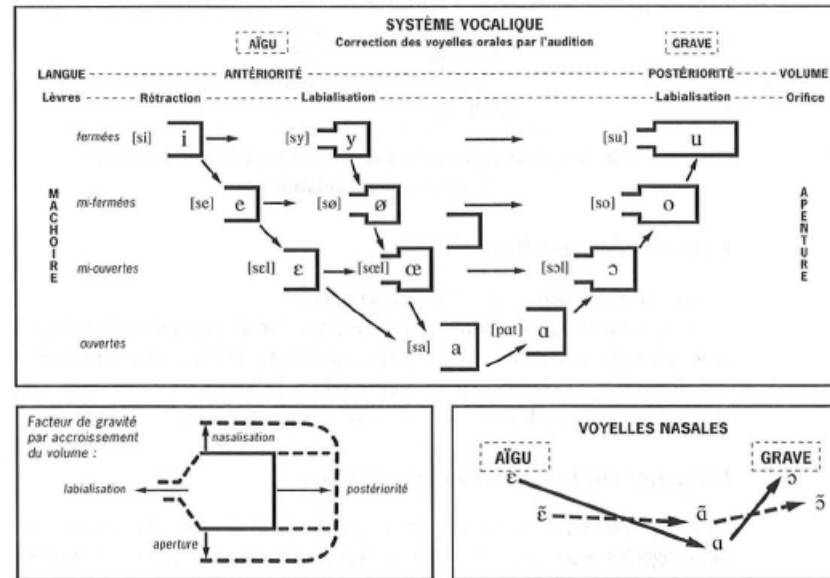 SYSTÈME VOCALIQUE
AÏGU Correction des voyelles orales par l'audition GRAVE
LANGUE ANTÉRIORITÉ POSTÉRIORITÉ VOLUME
Lèvres Rétraction Labialisation Labialisation Orifice
fermées [si] i [sy] y [su] u
MACHOIRE
APENTURE
mi-fermées [se] e [sø] ø [so] o
mi-ouvertes [sɛl] ɛ [sœl] œ [sɔl] ɔ
ouvertes [sa] a [pɑt] ɑ
Facteur de gravité
par accroissement
du volume :
nasalisation
labialisation
postériorité
aperture
VOYELLES NASALES
AÏGU GRAVE
ɛ ɔ
ɛ̃ ɑ̃ ɔ̃
ɑ